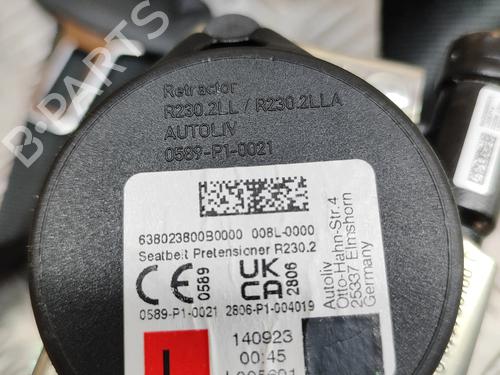 B-PARTS
Retractor
R230.2LL / R230.2LLA
AUTOLIV
0589-P1-0021
638023800B0000 008L-0000
Seatbelt Pretensioner R230.2
CE 0589
UK CA 2806
0589-P1-0021 2806-P1-004019
Autoliv
Otto-Hahn-Str. 4
25337 Elmshorn
Germany
L
140923
00:45